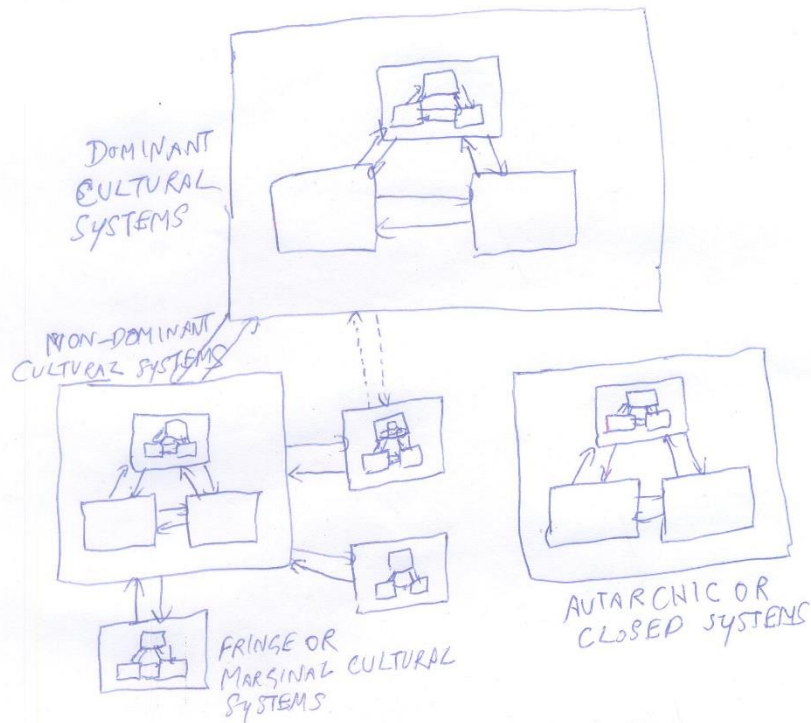 DOMINANT
CULTURAL
SYSTEMS
NON-DOMINANT
CULTURAL SYSTEMS
FRINGE OR
MARGINAL CULTURAL
SYSTEMS
AUTARCHIC OR
CLOSED SYSTEMS